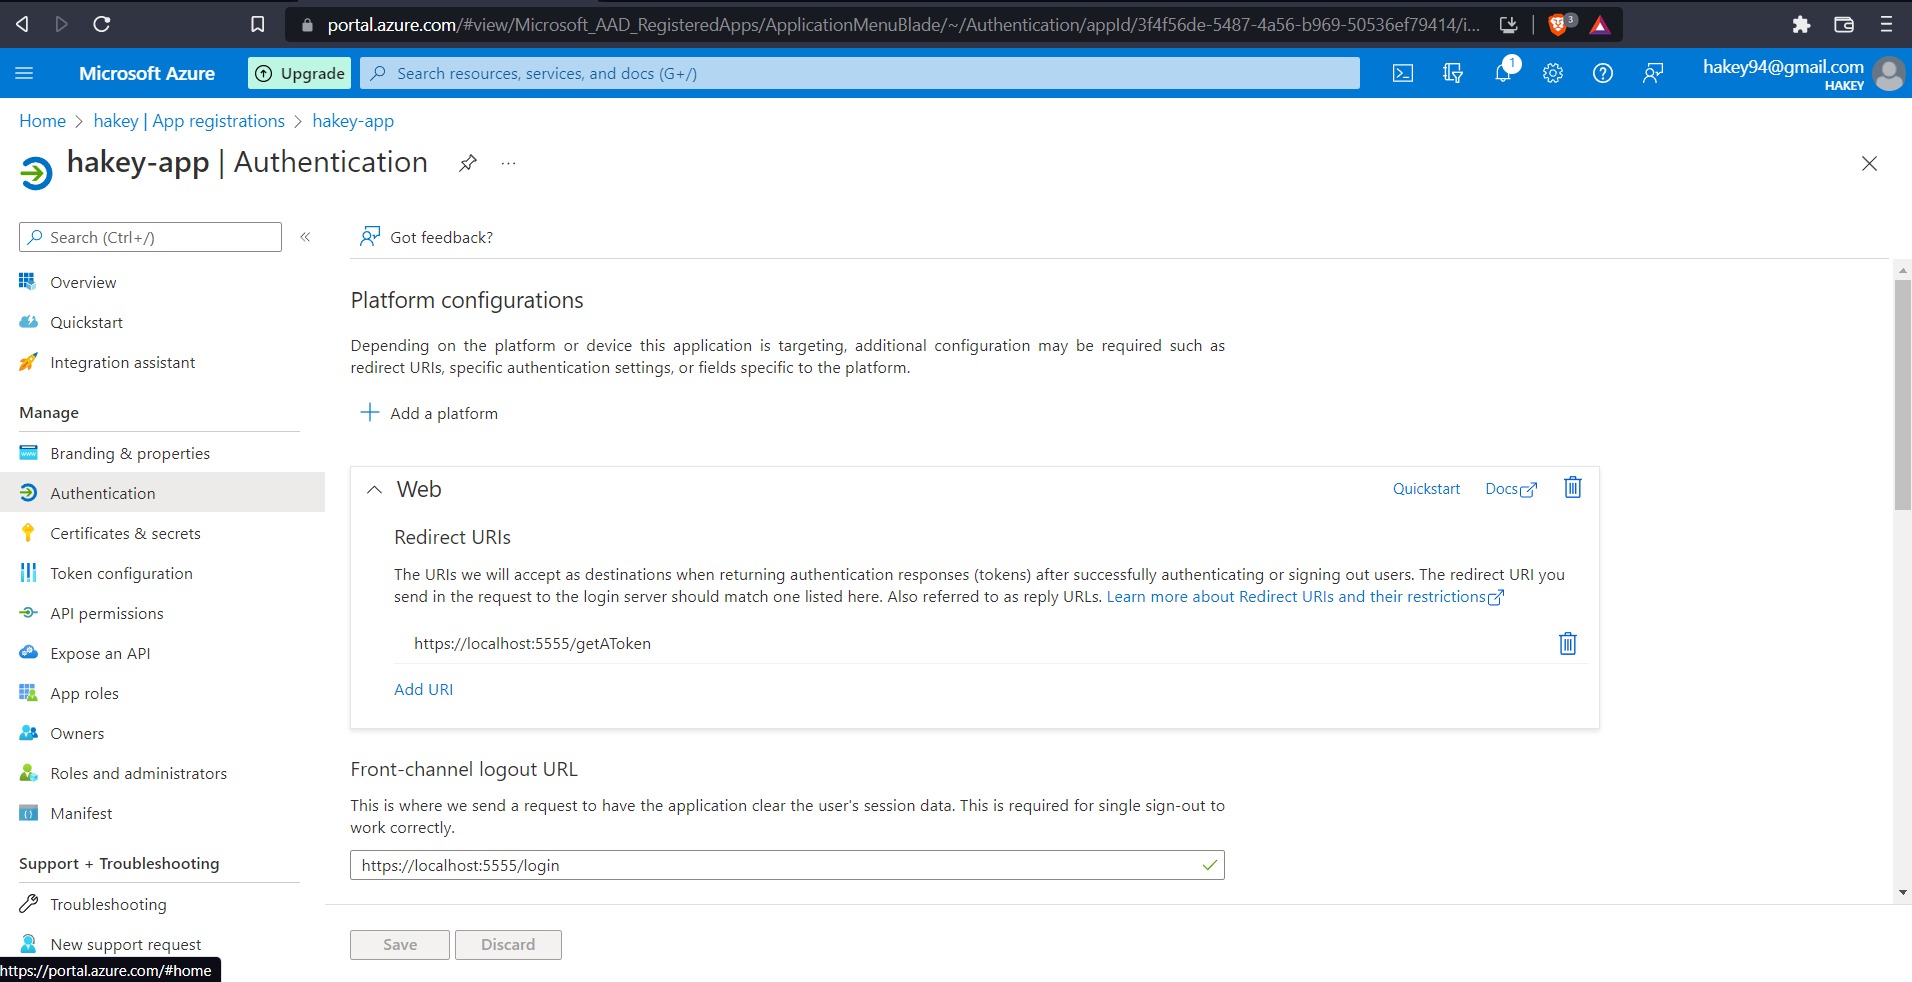 portal.azure.com/#view/Microsoft_AAD_RegisteredApps/ApplicationMenuBlade/~/Authentication/appId/3f4f56de-5487-4a56-b969-50536ef79414/i...
3
Microsoft Azure
Upgrade
Search resources, services, and docs (G+/)
1
hakey94@gmail.com
HAKEY
Home > hakey | App registrations > hakey-app
hakey-app | Authentication
...
Search (Ctrl+/)
«
Got feedback?
Overview
Quickstart
Integration assistant
Manage
Branding & properties
Authentication
Certificates & secrets
Token configuration
API permissions
Expose an API
App roles
Owners
Roles and administrators
Manifest
Support + Troubleshooting
Troubleshooting
New support request
https://portal.azure.com/#home
Platform configurations
Depending on the platform or device this application is targeting, additional configuration may be required such as
redirect URIs, specific authentication settings, or fields specific to the platform.
Add a platform
Web
Quickstart
Docs
Redirect URIs
The URIs we will accept as destinations when returning authentication responses (tokens) after successfully authenticating or signing out users. The redirect URI you
send in the request to the login server should match one listed here. Also referred to as reply URLs. Learn more about Redirect URIs and their restrictions
https://localhost:5555/getAToken
Add URI
Front-channel logout URL
This is where we send a request to have the application clear the user's session data. This is required for single sign-out to
work correctly.
https://localhost:5555/login
Save
Discard